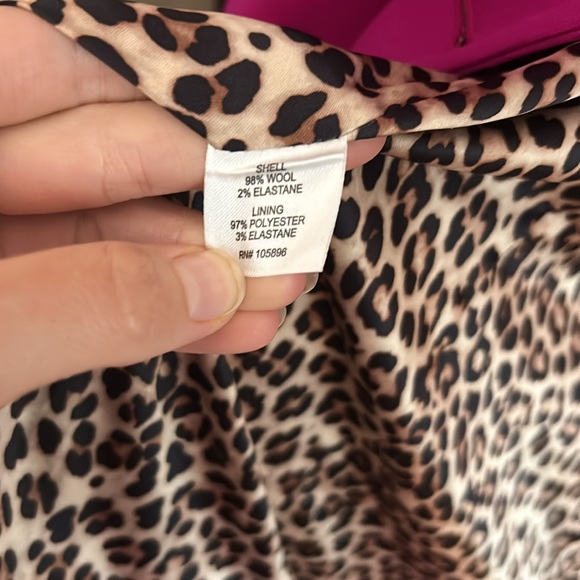 SHELL
98% WOOL
2% ELASTANE
LINING
97% POLYESTER
3% ELASTANE
RN# 105896